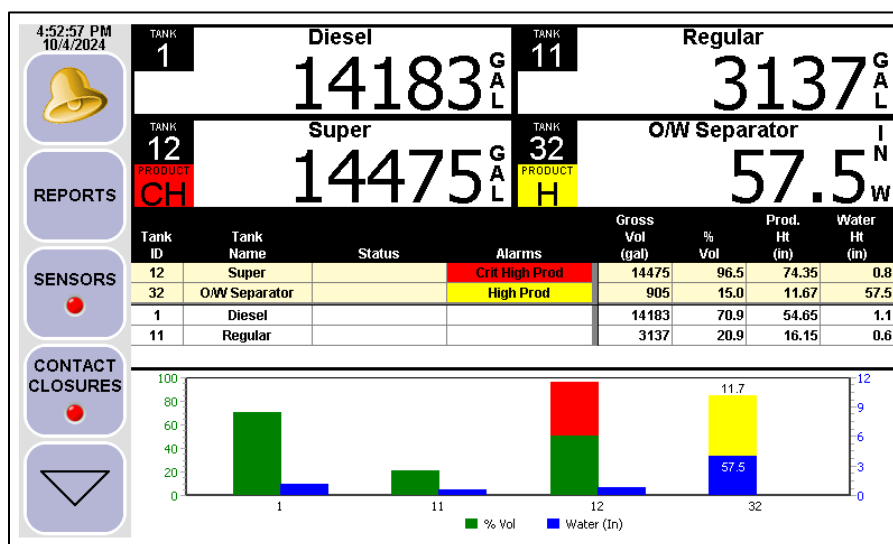 4:52:57 PM
10/4/2024
REPORTS
SENSORS
CONTACT
CLOSURES
TANK
1
Diesel
14183
GAL
TANK
11
Regular
3137
GAL
TANK
12
PRODUCT
CH
Super
14475
GAL
TANK
32
PRODUCT
H
O/W Separator
57.5
IN W
Tank ID Tank Name Status Alarms Gross Vol (gal) % Vol Prod. Ht (in) Water Ht (in)
12 Super Crit High Prod 14475 96.5 74.35 0.8
32 O/W Separator High Prod 905 15.0 11.67 57.5
1 Diesel 14183 70.9 54.65 1.1
11 Regular 3137 20.9 16.15 0.6
100
80
60
40
20
0
11.7
57.5
12
9
6
3
0
1 11 12 32
% Vol Water (In)